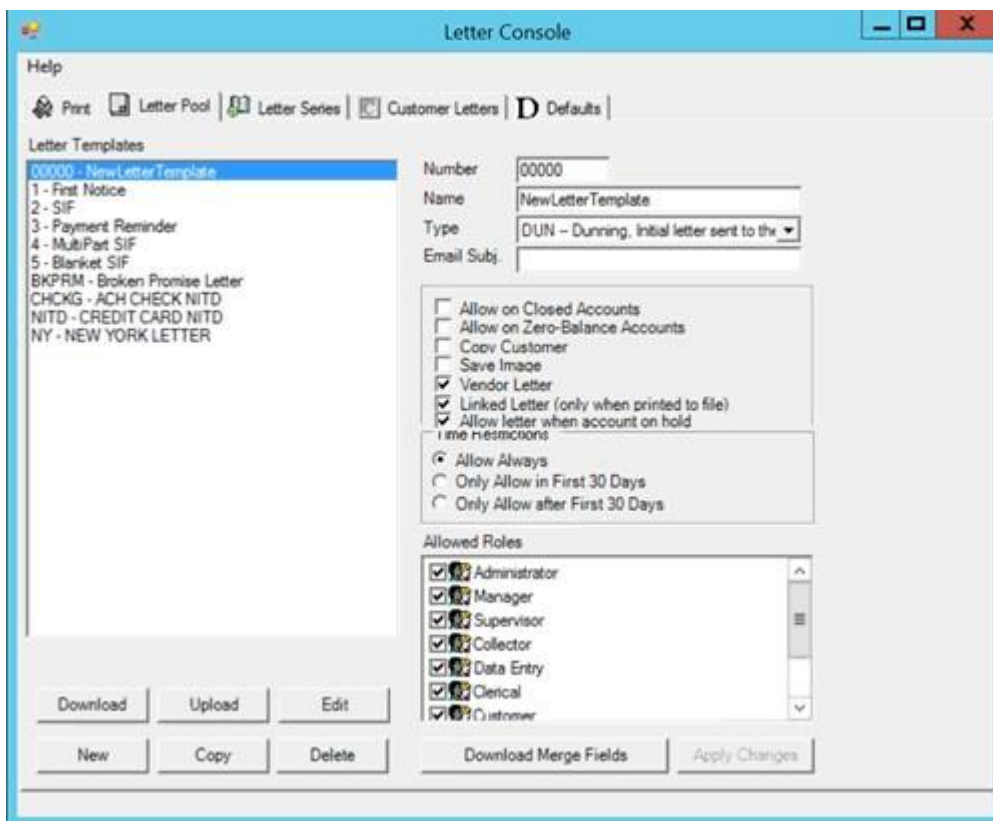 Letter Console
Help
Print Letter Pool Letter Series Customer Letters D Defaults
Letter Templates
00000 - NewLetterTemplate
1 - First Notice
2 - SIF
3 - Payment Reminder
4 - MultiPart SIF
5 - Blanket SIF
BKPRM - Broken Promise Letter
CHCKG - ACH CHECK NITD
NITD - CREDIT CARD NITD
NY - NEW YORK LETTER
Number 00000
Name NewLetterTemplate
Type DUN -- Dunning, Initial letter sent to the
Email Subj.
Allow on Closed Accounts
Allow on Zero-Balance Accounts
Copy Customer
Save Image
Vendor Letter
Linked Letter (only when printed to file)
Allow letter when account on hold
Time Restrictions
Allow Always
Only Allow in First 30 Days
Only Allow after First 30 Days
Allowed Roles
Administrator
Manager
Supervisor
Collector
Data Entry
Clerical
Customer
Download Upload Edit
New Copy Delete
Download Merge Fields Apply Changes